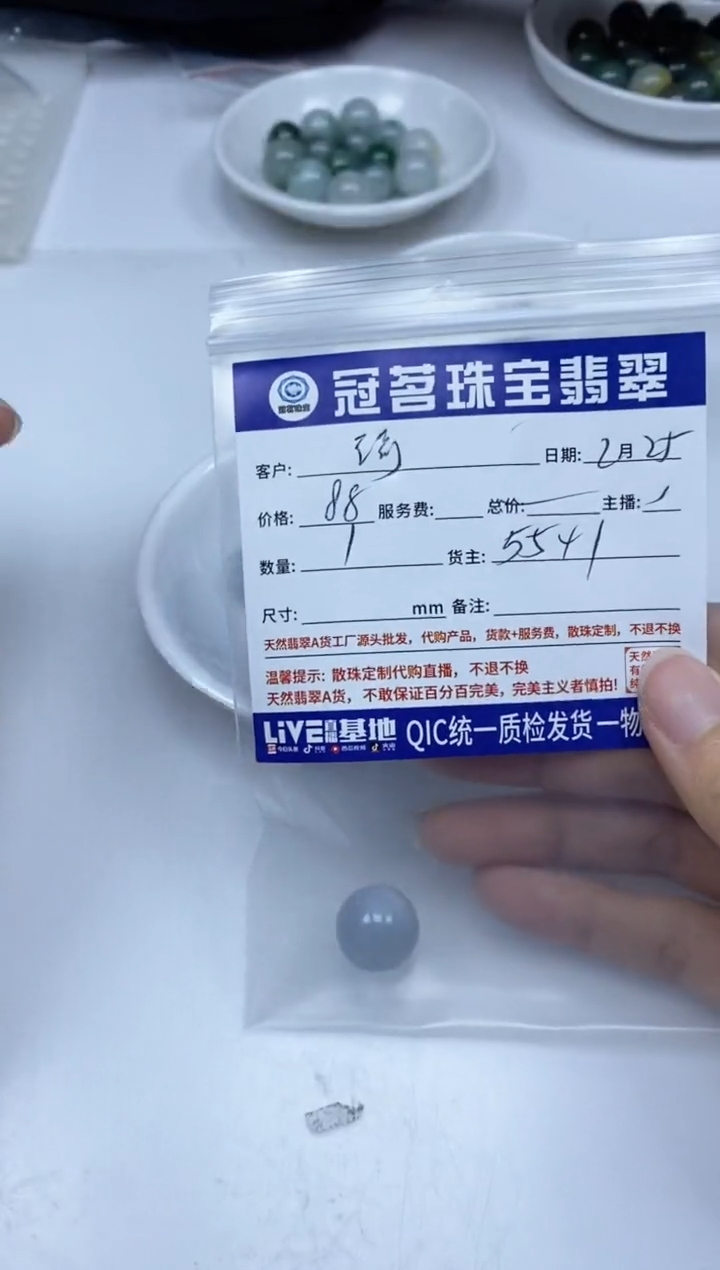 冠茗珠宝翡翠
客户: 琦 日期: 2月25
价格: 88 服务费: 总价: 主播:
数量: 1 货主: 5541
尺寸: mm 备注:
天然翡翠A货工厂源头批发，代购产品，货款+服务费，散珠定制，不退不换
温馨提示: 散珠定制代购直播，不退不换
天然翡翠A货，不敢保证百分百完美，完美主义者慎拍!
天然
有
LiVE直播基地 QIC统一质检发货 一物